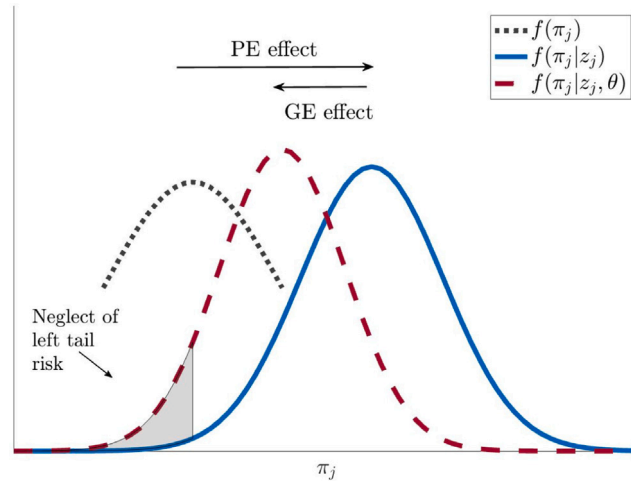 PE effect
GE effect
f(π_j)
f(π_j|z_j)
f(π_j|z_j, θ)
Neglect of
left tail
risk
π_j